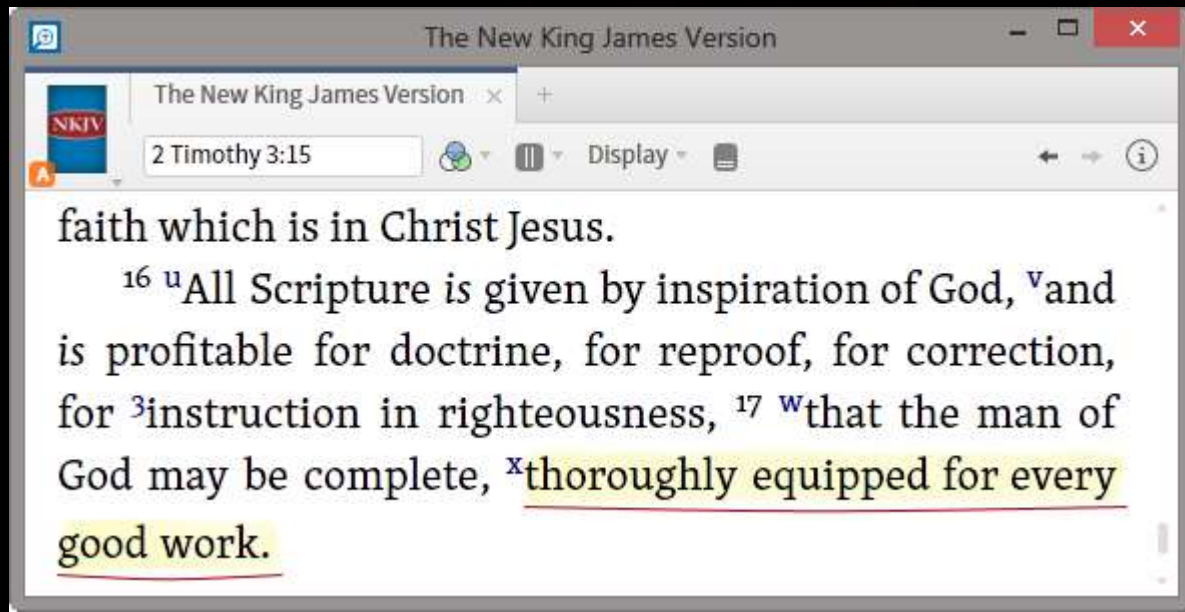 The New King James Version
The New King James Version
NKJV
A
2 Timothy 3:15
Display
faith which is in Christ Jesus.
16 uAll Scripture is given by inspiration of God, vand
is profitable for doctrine, for reproof, for correction,
for 3instruction in righteousness, 17 wthat the man of
God may be complete, xthoroughly equipped for every
good work.